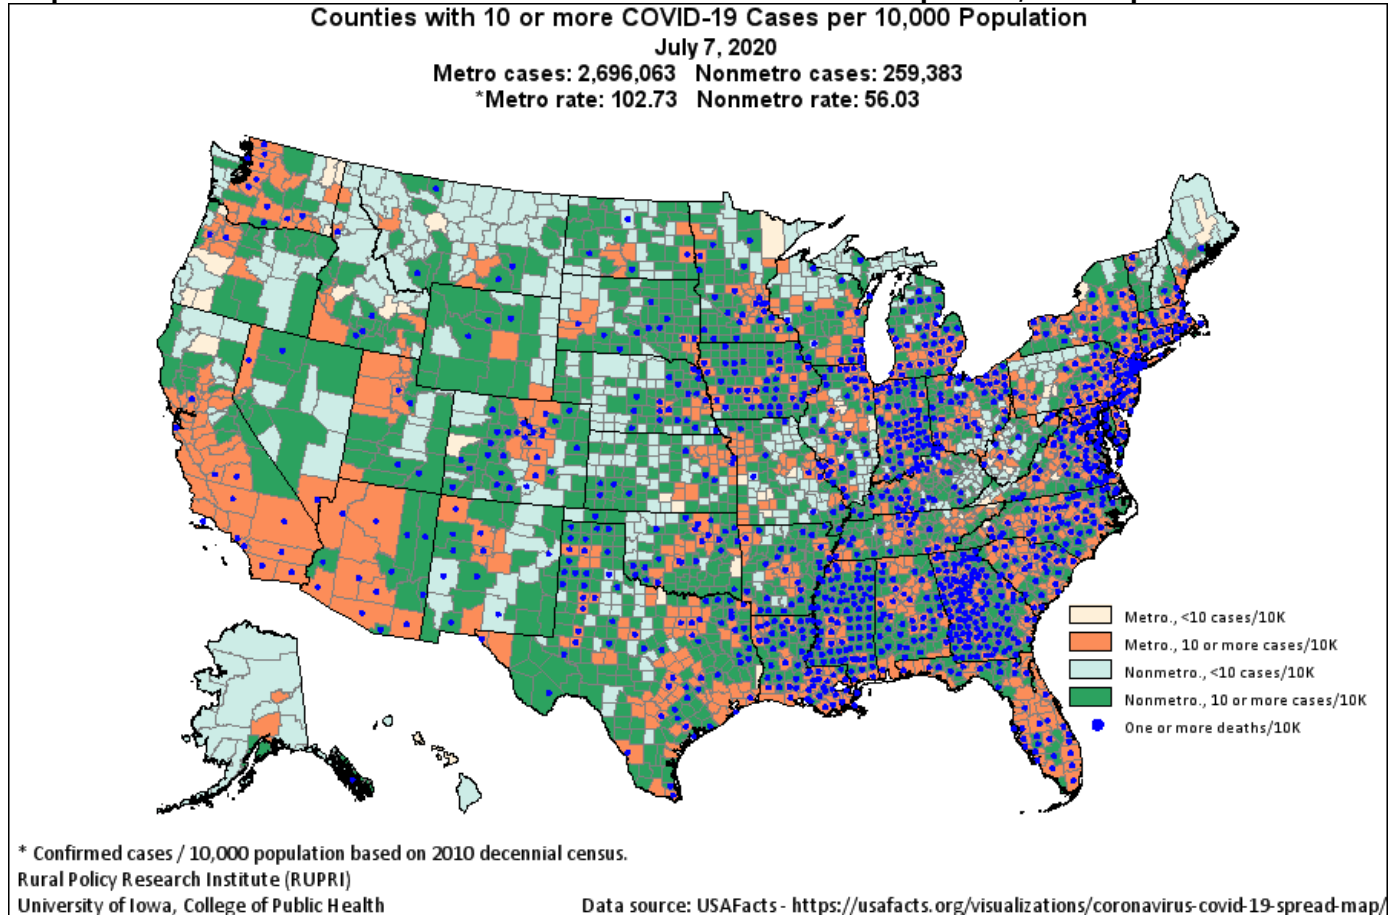 Counties with 10 or more COVID-19 Cases per 10,000 Population
July 7, 2020
Metro cases: 2,696,063 Nonmetro cases: 259,383
*Metro rate: 102.73 Nonmetro rate: 56.03
Metro., <10 cases/10K
Metro., 10 or more cases/10K
Nonmetro., <10 cases/10K
Nonmetro., 10 or more cases/10K
One or more deaths/10K
* Confirmed cases / 10,000 population based on 2010 decennial census.
Rural Policy Research Institute (RUPRI)
University of Iowa, College of Public Health
Data source: USAFacts - https://usafacts.org/visualizations/coronavirus-covid-19-spread-map/